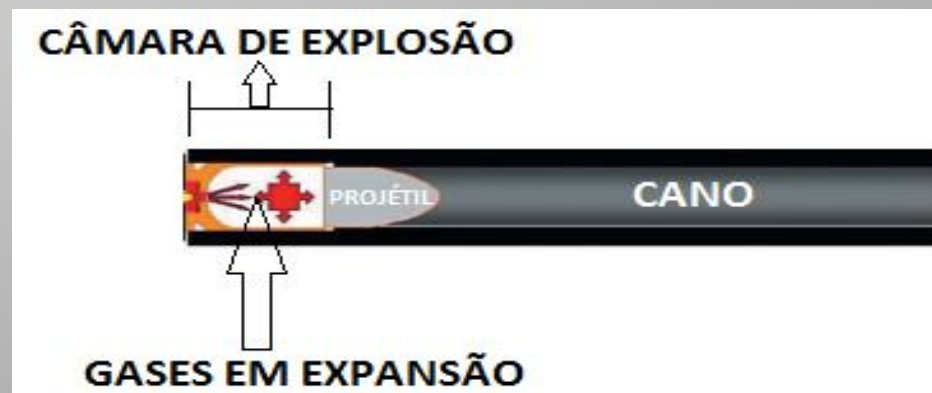 CÂMARA DE EXPLOSÃO
PROJÉTIL
CANO
GASES EM EXPANSÃO